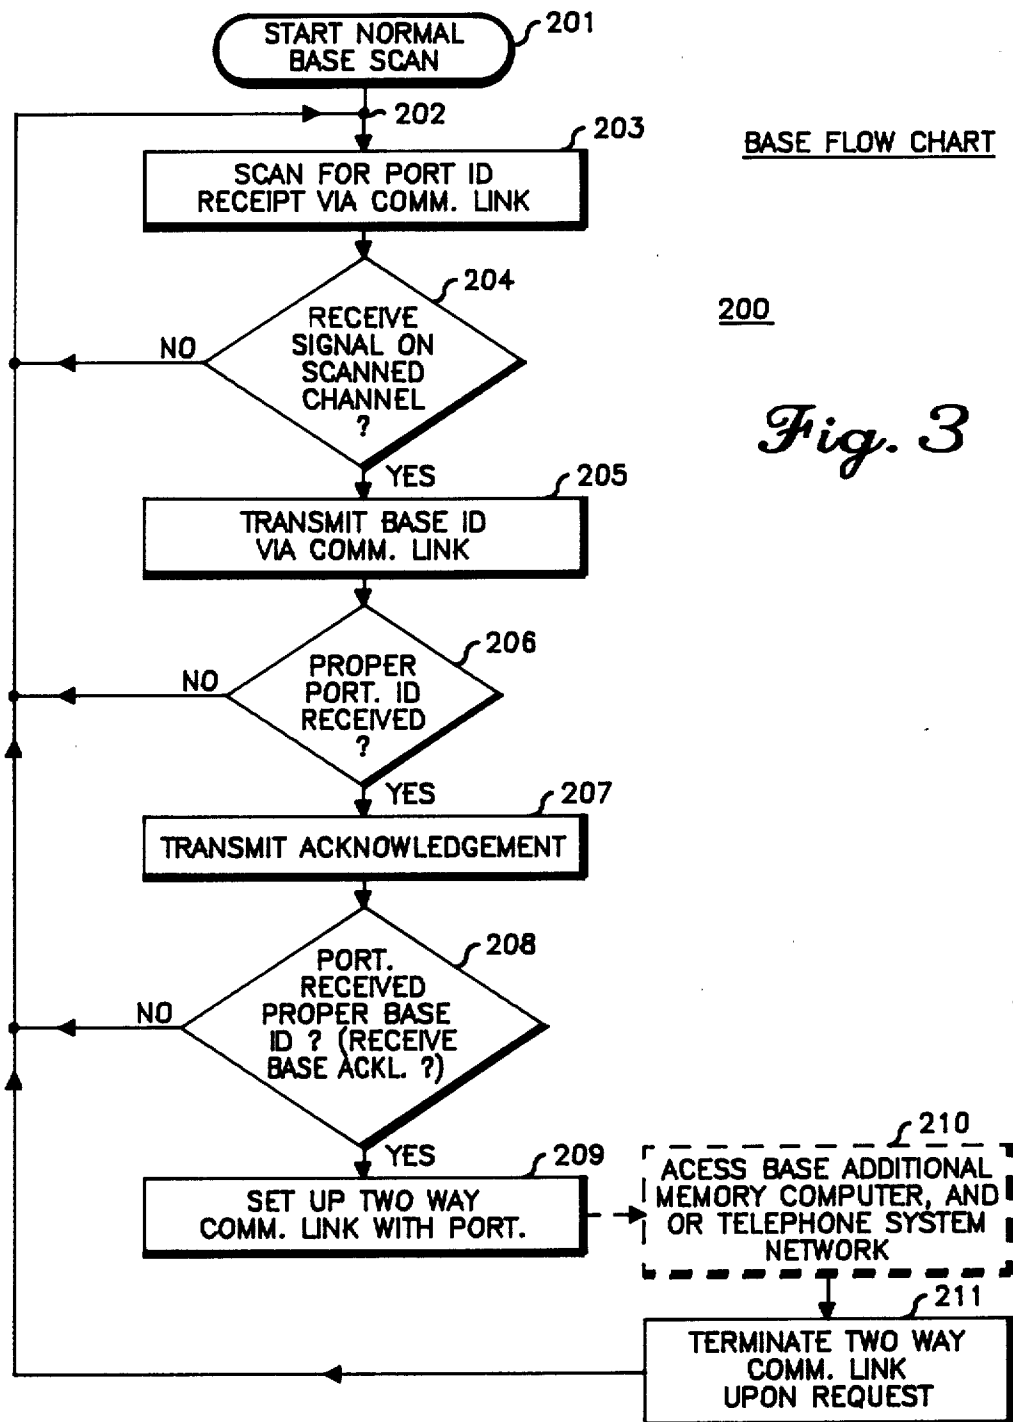 START NORMAL
BASE SCAN
201
202
203
BASE FLOW CHART
SCAN FOR PORT ID
RECEIPT VIA COMM. LINK
204
200
RECEIVE
SIGNAL ON
SCANNED
CHANNEL
?
NO
Fig. 3
YES
205
TRANSMIT BASE ID
VIA COMM. LINK
206
PROPER
PORT. ID
RECEIVED
?
NO
YES
207
TRANSMIT ACKNOWLEDGEMENT
208
PORT.
RECEIVED
PROPER BASE
ID ? (RECEIVE
BASE ACKL. ?)
NO
YES
209
SET UP TWO WAY
COMM. LINK WITH PORT.
210
ACESS BASE ADDITIONAL
MEMORY COMPUTER, AND
OR TELEPHONE SYSTEM
NETWORK
211
TERMINATE TWO WAY
COMM. LINK
UPON REQUEST